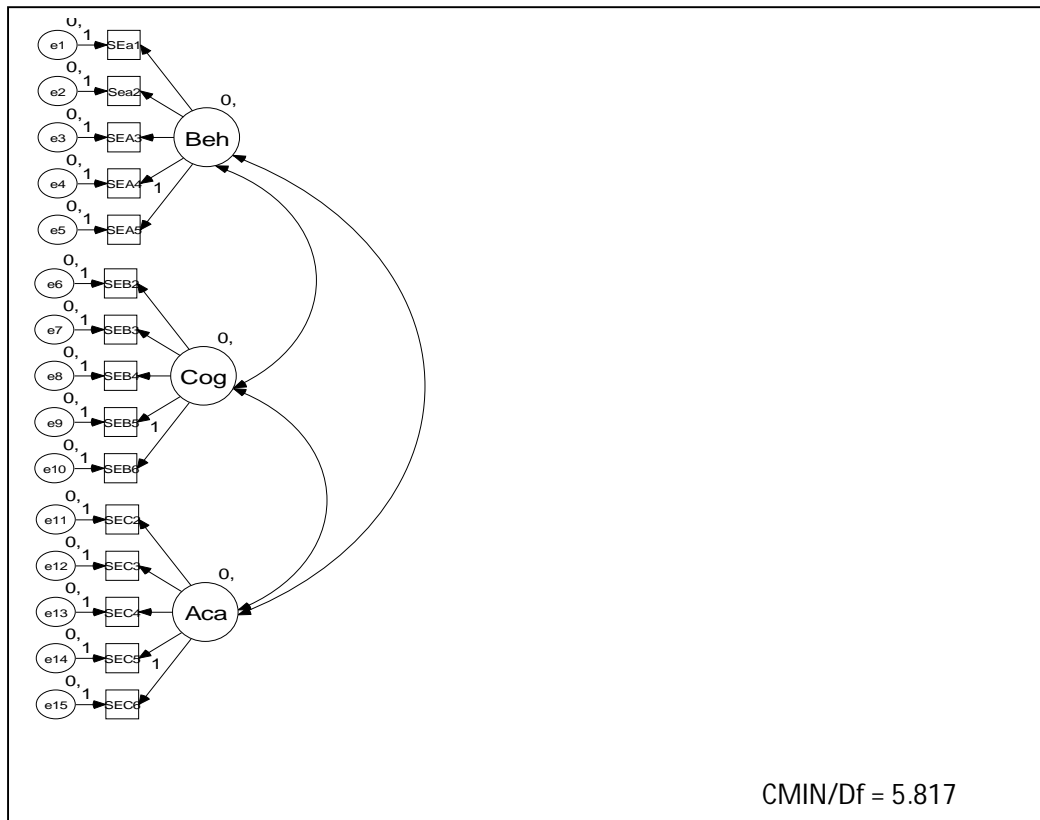 0,
1
e1
SEa1
0,
1
e2
Sea2
0,
1
e3
SEA3
0,
1
e4
SEA4
0,
1
e5
SEA5
0,
Beh
1
0,
1
e6
SEB2
0,
1
e7
SEB3
0,
1
e8
SEB4
0,
1
e9
SEB5
0,
1
e10
SEB6
0,
Cog
1
0,
1
e11
SEC2
0,
1
e12
SEC3
0,
1
e13
SEC4
0,
1
e14
SEC5
0,
1
e15
SEC6
0,
Aca
1
CMIN/Df = 5.817